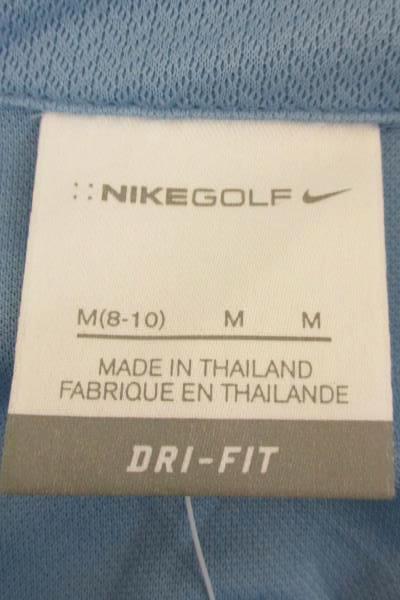 NIKEGOLF
M(8-10) M M
MADE IN THAILAND
FABRIQUE EN THAILANDE
DRI-FIT